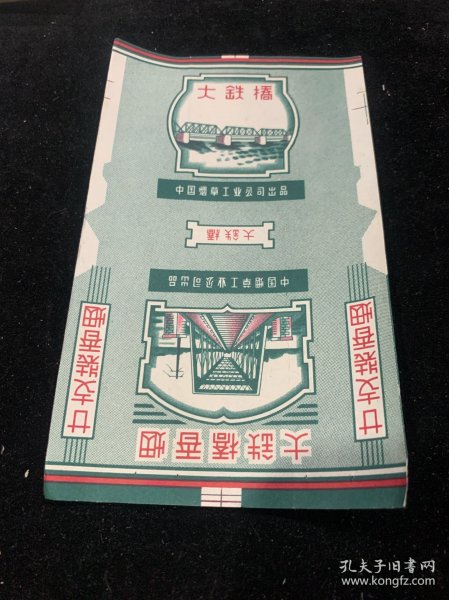 大鉄橋
中国烟草工业公司出品
大鉄橋
中国烟草工业公司出品
廿支裝香烟
廿支裝香烟
大鉄橋香烟
孔夫子旧书网
www.kongfz.com